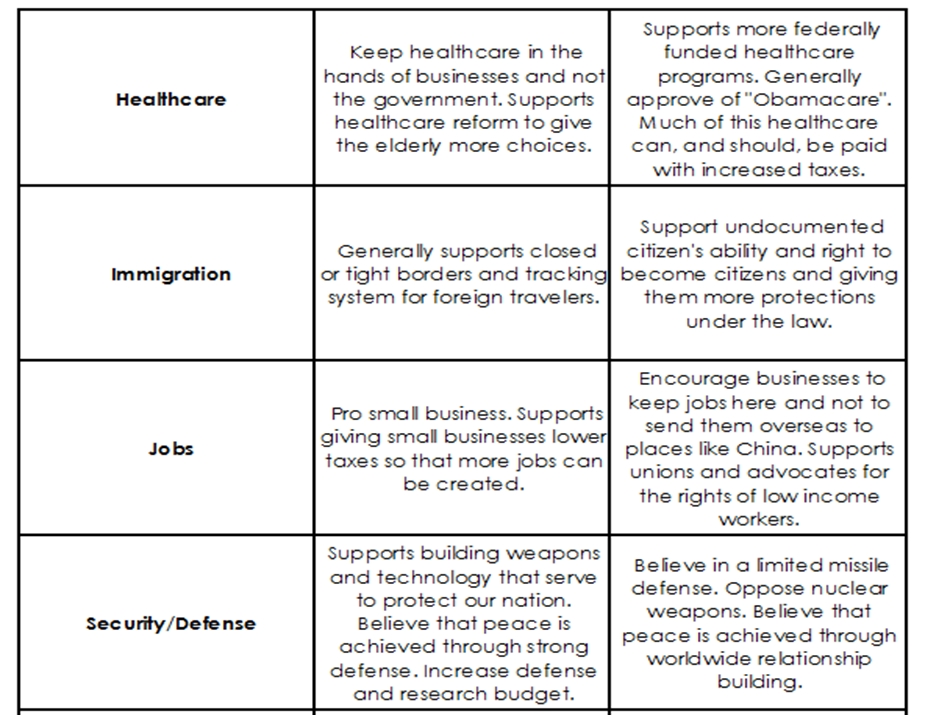 Healthcare
Keep healthcare in the
hands of businesses and not
the government. Supports
healthcare reform to give
the elderly more choices.
Supports more federally
funded healthcare
programs. Generally
approve of "Obamacare".
Much of this healthcare
can, and should, be paid
with increased taxes.
Immigration
Generally supports closed
or tight borders and tracking
system for foreign travelers.
Support undocumented
citizen's ability and right to
become citizens and giving
them more protections
under the law.
Jobs
Pro small business. Supports
giving small businesses lower
taxes so that more jobs can
be created.
Encourage businesses to
keep jobs here and not to
send them overseas to
places like China. Supports
unions and advocates for
the rights of low income
workers.
Security/Defense
Supports building weapons
and technology that serve
to protect our nation.
Believe that peace is
achieved through strong
defense. Increase defense
and research budget.
Believe in a limited missile
defense. Oppose nuclear
weapons. Believe that
peace is achieved through
worldwide relationship
building.